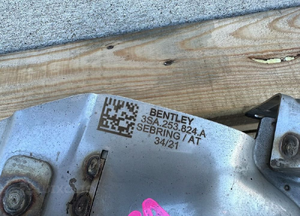 BENTLEY
3SA.253.824.A
SEBRING / AT
34/21